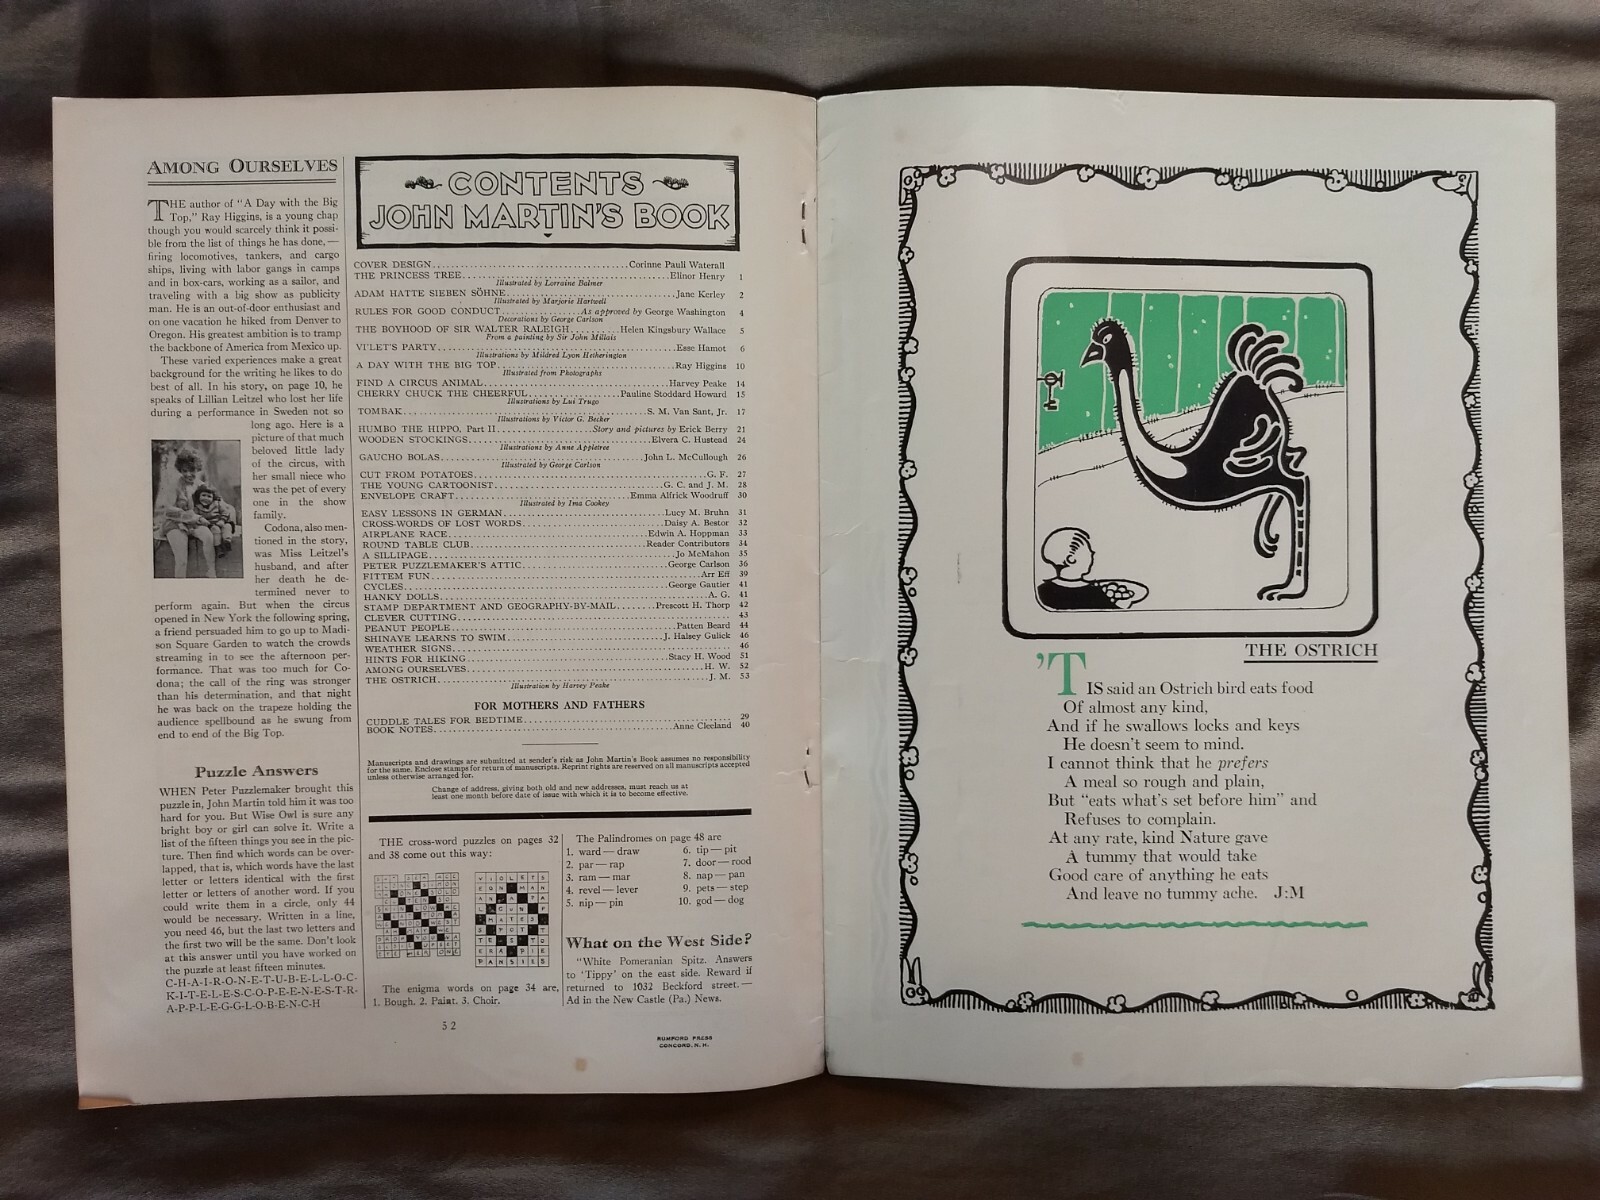 AMONG OURSELVES
THE author of "A Day with the Big
Top," Ray Higgins, is a young chap
though you would scarcely think it possi-
ble from the list of things he has done,—
firing locomotives, tankers, and cargo
ships, living with labor gangs in camps
and in box-cars, working as a sailor, and
traveling with a big show as publicity
man. He is an out-of-door enthusiast and
on one vacation he hiked from Denver to
Oregon. His greatest ambition is to tramp
the backbone of America from Mexico up.
These varied experiences make a great
background for the writing he likes to do
best of all. In his story, on page 10, he
speaks of Lillian Leitzel who lost her life
during a performance in Sweden not so
long ago. Here is a
picture of that much
beloved little lady
of the circus, with
her small niece who
was the pet of every
one in the show
family.
Codona, also men-
tioned in the story,
was Miss Leitzel's
husband, and after
her death he de-
termined never to
perform again. But when the circus
opened in New York the following spring,
a friend persuaded him to go up to Madi-
son Square Garden to watch the crowds
streaming in to see the afternoon per-
formance. That was too much for Co-
dona; the call of the ring was stronger
than his determination, and that night
he was back on the trapeze holding the
audience spellbound as he swung from
end to end of the Big Top.
Puzzle Answers
WHEN Peter Puzzlemaker brought this
puzzle in, John Martin told him it was too
hard for you. But Wise Owl is sure any
bright boy or girl can solve it. Write a
list of the fifteen things you see in the pic-
ture. Then find which words can be over-
lapped, that is, which words have the last
letter or letters identical with the first
letter or letters of another word. If you
could write them in a circle, only 44
would be necessary. Written in a line,
you need 46, but the last two letters and
the first two will be the same. Don't look
at this answer until you have worked on
the puzzle at least fifteen minutes.
C-H-A-I-R-O-N-E-T-U-B-E-L-L-O-C-
K-I-T-E-L-E-S-C-O-P-E-E-N-E-S-T-R-
A-P-P-L-E-G-G-L-O-B-E-N-C-H
CONTENTS
JOHN MARTIN'S BOOK
COVER DESIGN Corinne Pauli Waterall
THE PRINCESS TREE Elinor Henry 1
Illustrated by Lorraine Balmer
ADAM HATTE SIEBEN SÖHNE Jane Kerley 2
Illustrated by Marjorie Hartwell
RULES FOR GOOD CONDUCT As approved by George Washington 4
Decorations by George Carlson
THE BOYHOOD OF SIR WALTER RALEIGH Helen Kingsbury Wallace 5
From a painting by Sir John Millais
VI'LET'S PARTY Esse Hamot 6
Illustrations by Mildred Lyon Hetherington
A DAY WITH THE BIG TOP Ray Higgins 10
Illustrated from Photographs
FIND A CIRCUS ANIMAL Harvey Peake 14
CHERRY CHUCK THE CHEERFUL Pauline Stoddard Howard 15
Illustrations by Lui Trugo
TOMBAK S. M. Van Sant, Jr. 17
Illustrations by Victor G. Becker
HUMBO THE HIPPO, Part II Story and pictures by Erick Berry 21
WOODEN STOCKINGS Elvera C. Hustead 24
Illustrations by Anne Appletree
GAUCHO BOLAS John L. McCullough 26
Illustrated by George Carlson
CUT FROM POTATOES G. F. 27
THE YOUNG CARTOONIST G. C. and J. M. 28
ENVELOPE CRAFT Emma Alfrick Woodruff 30
Illustrated by Ima Cookey
EASY LESSONS IN GERMAN Lucy M. Bruhn 31
CROSS-WORDS OF LOST WORDS Daisy A. Bestor 32
AIRPLANE RACE Edwin A. Hoppman 33
ROUND TABLE CLUB Reader Contributors 34
A SILLIPAGE Jo McMahon 35
PETER PUZZLEMAKER'S ATTIC George Carlson 36
FITTEM FUN Arr Eff 39
CYCLES George Gautier 41
HANKY DOLLS A. G. 41
STAMP DEPARTMENT AND GEOGRAPHY-BY-MAIL Prescott H. Thorp 42
CLEVER CUTTING 43
PEANUT PEOPLE Patten Beard 44
SHINAYE LEARNS TO SWIM J. Halsey Gulick 46
WEATHER SIGNS 46
HINTS FOR HIKING Stacy H. Wood 51
AMONG OURSELVES H. W. 52
THE OSTRICH J. M. 53
Illustration by Harvey Peake
FOR MOTHERS AND FATHERS
CUDDLE TALES FOR BEDTIME 29
BOOK NOTES Anne Cleeland 40
Manuscripts and drawings are submitted at sender's risk as John Martin's Book assumes no responsibility
for the same. Enclose stamps for return of manuscripts. Reprint rights are reserved on all manuscripts accepted
unless otherwise arranged for.
Change of address, giving both old and new addresses, must reach us at
least one month before date of issue with which it is to become effective.
THE cross-word puzzles on pages 32
and 38 come out this way:
The enigma words on page 34 are,
1. Bough. 2. Paint. 3. Choir.
The Palindromes on page 48 are
1. ward—draw 6. tip—pit
2. par—rap 7. door—rood
3. ram—mar 8. nap—pan
4. revel—lever 9. pets—step
5. nip—pin 10. god—dog
What on the West Side?
"White Pomeranian Spitz. Answers
to 'Tippy' on the east side. Reward if
returned to 1032 Beckford street.—
Ad in the New Castle (Pa.) News.
52
RUMFORD PRESS
CONCORD, N. H.
THE OSTRICH
'TIS said an Ostrich bird eats food
Of almost any kind,
And if he swallows locks and keys
He doesn't seem to mind.
I cannot think that he prefers
A meal so rough and plain,
But "eats what's set before him" and
Refuses to complain.
At any rate, kind Nature gave
A tummy that would take
Good care of anything he eats
And leave no tummy ache. J:M